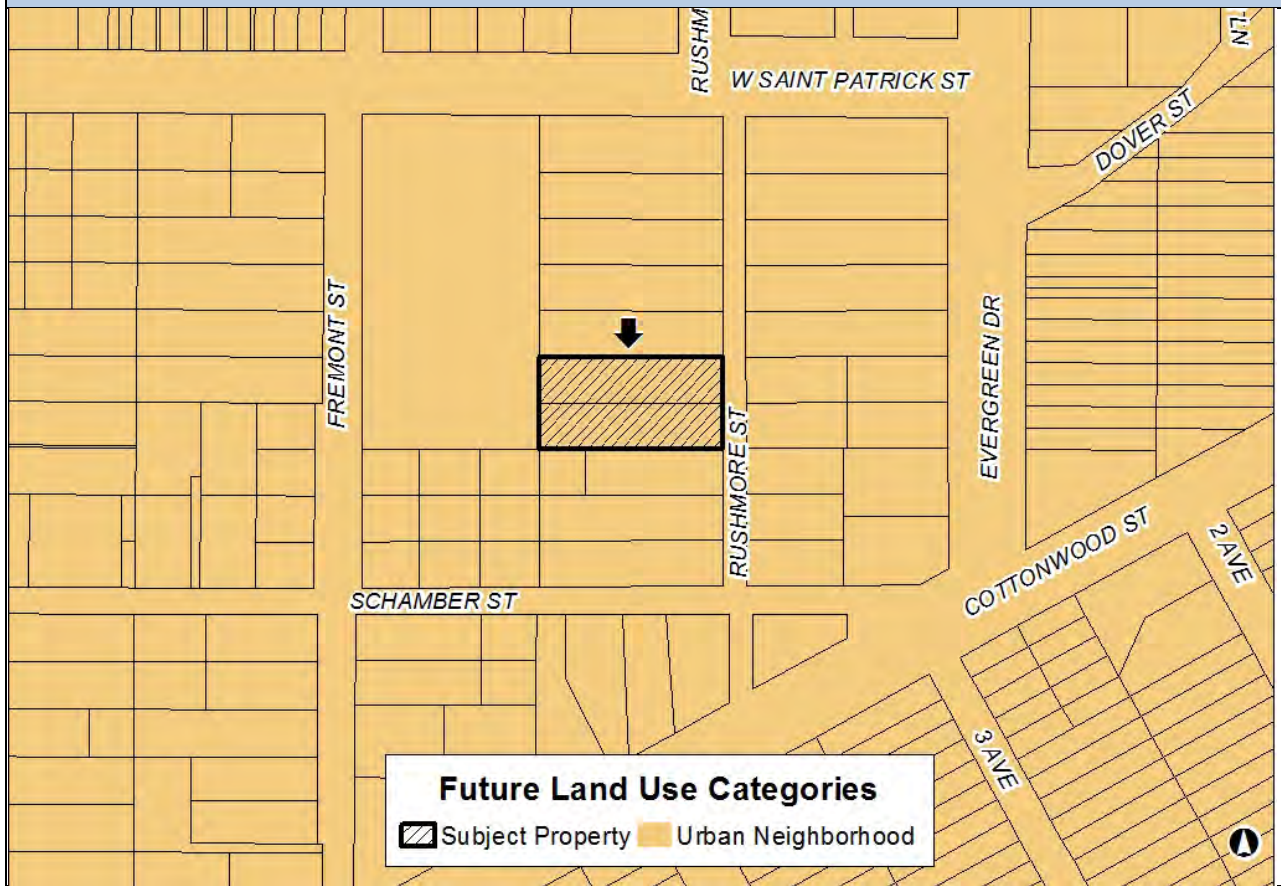 RUSHM
LN
W SAINT PATRICK ST
DOVER ST
FREMONT ST
EVERGREEN DR
RUSHMORE ST
COTTONWOOD ST
2 AVE
SCHAMBER ST
3 AVE
Future Land Use Categories
Subject Property Urban Neighborhood